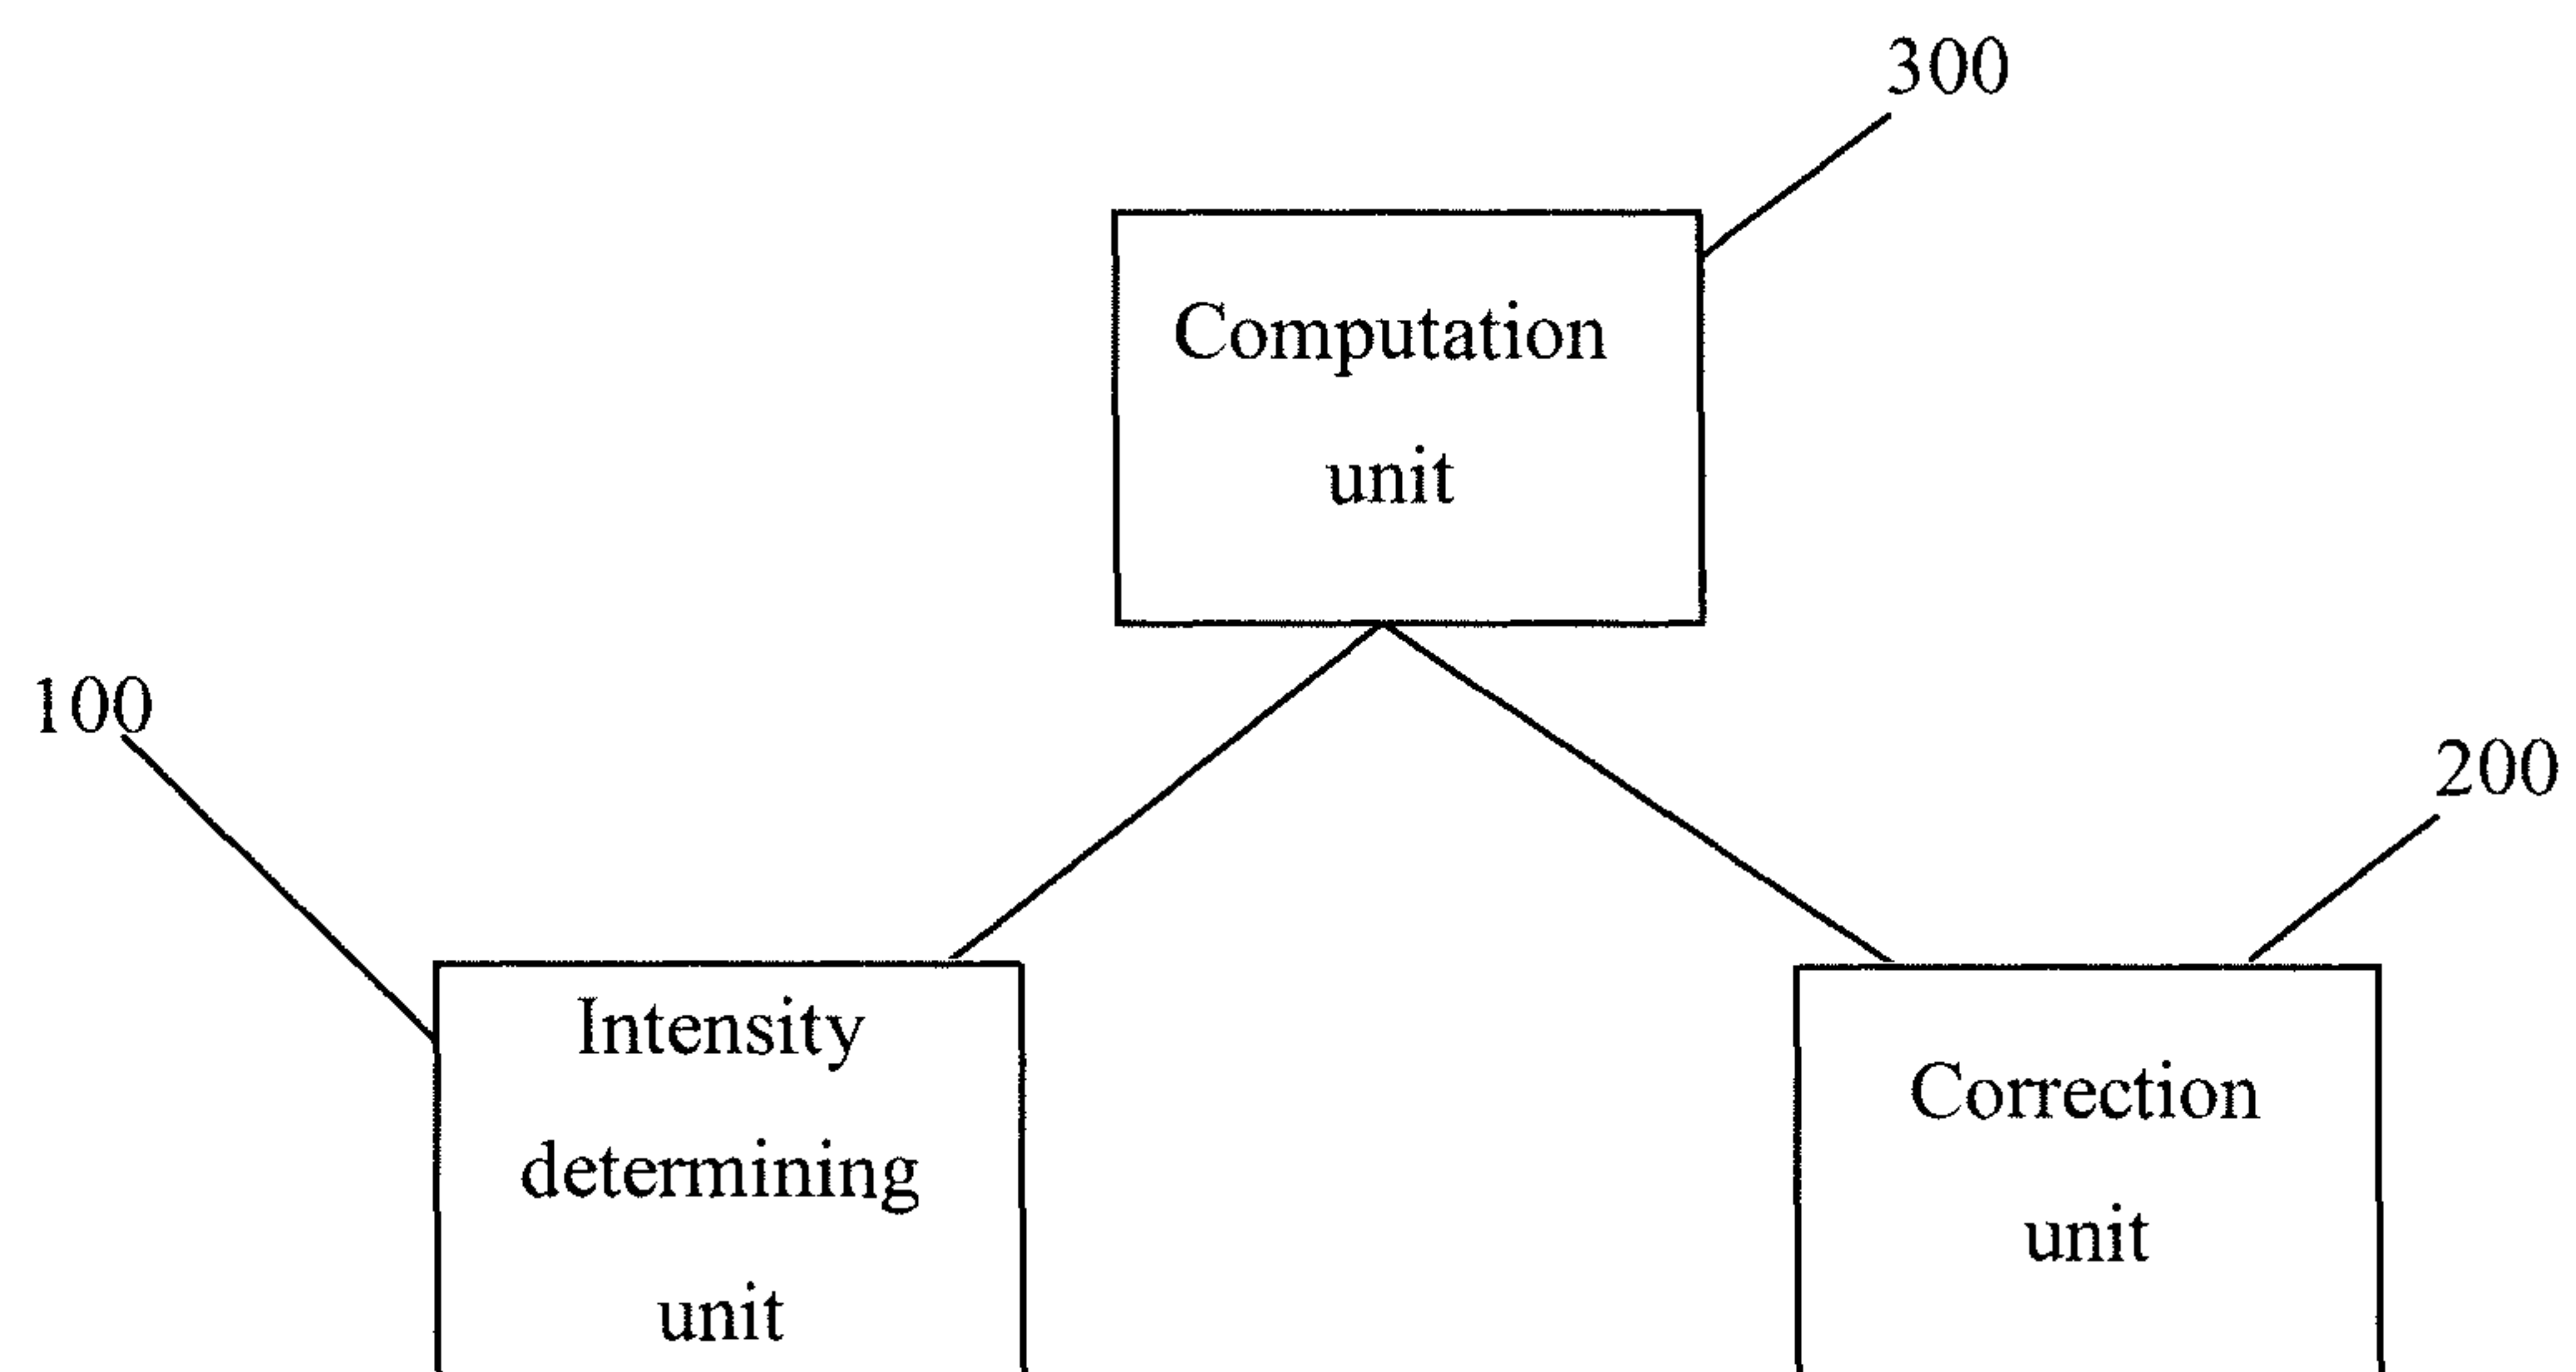 300
Computation
unit
100
200
Intensity
determining
unit
Correction
unit